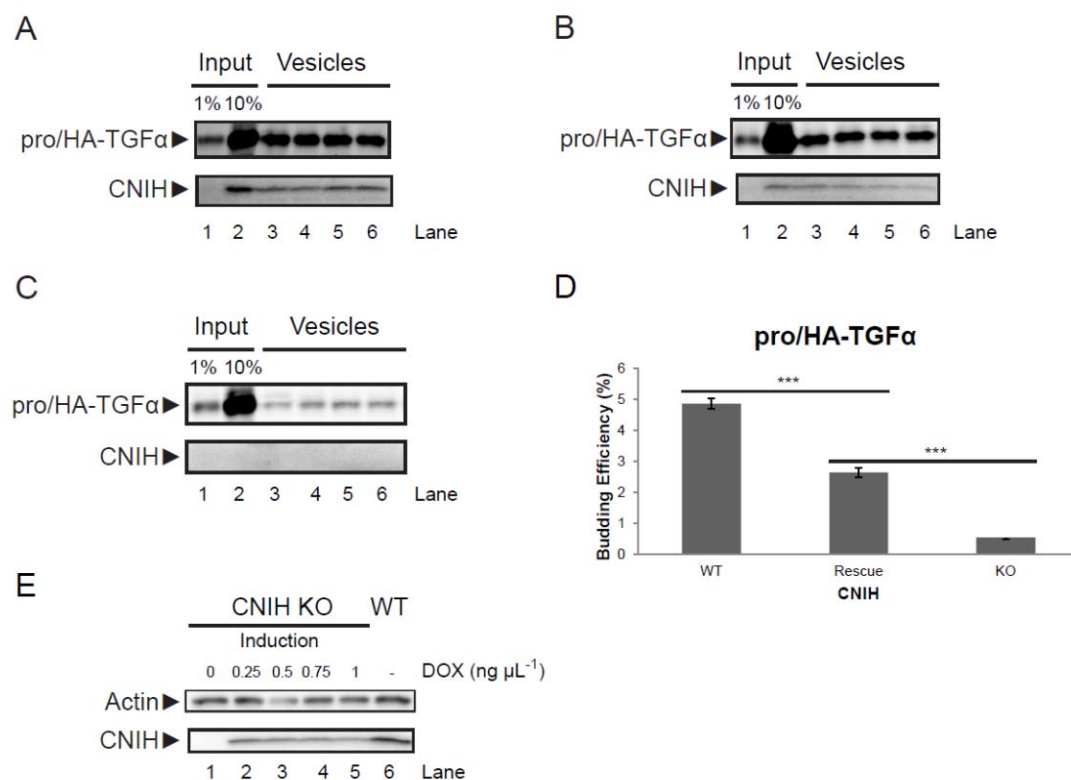 A
Input Vesicles
1% 10%
pro/HA-TGFα
CNIH
1 2 3 4 5 6 Lane
B
Input Vesicles
1% 10%
pro/HA-TGFα
CNIH
1 2 3 4 5 6 Lane
C
Input Vesicles
1% 10%
pro/HA-TGFα
CNIH
1 2 3 4 5 6 Lane
D
pro/HA-TGFα
Budding Efficiency (%)
6
5
4
3
2
1
0
***
***
WT Rescue KO
CNIH
E
CNIH KO WT
Induction
0 0.25 0.5 0.75 1 - DOX (ng µL⁻¹)
Actin
CNIH
1 2 3 4 5 6 Lane